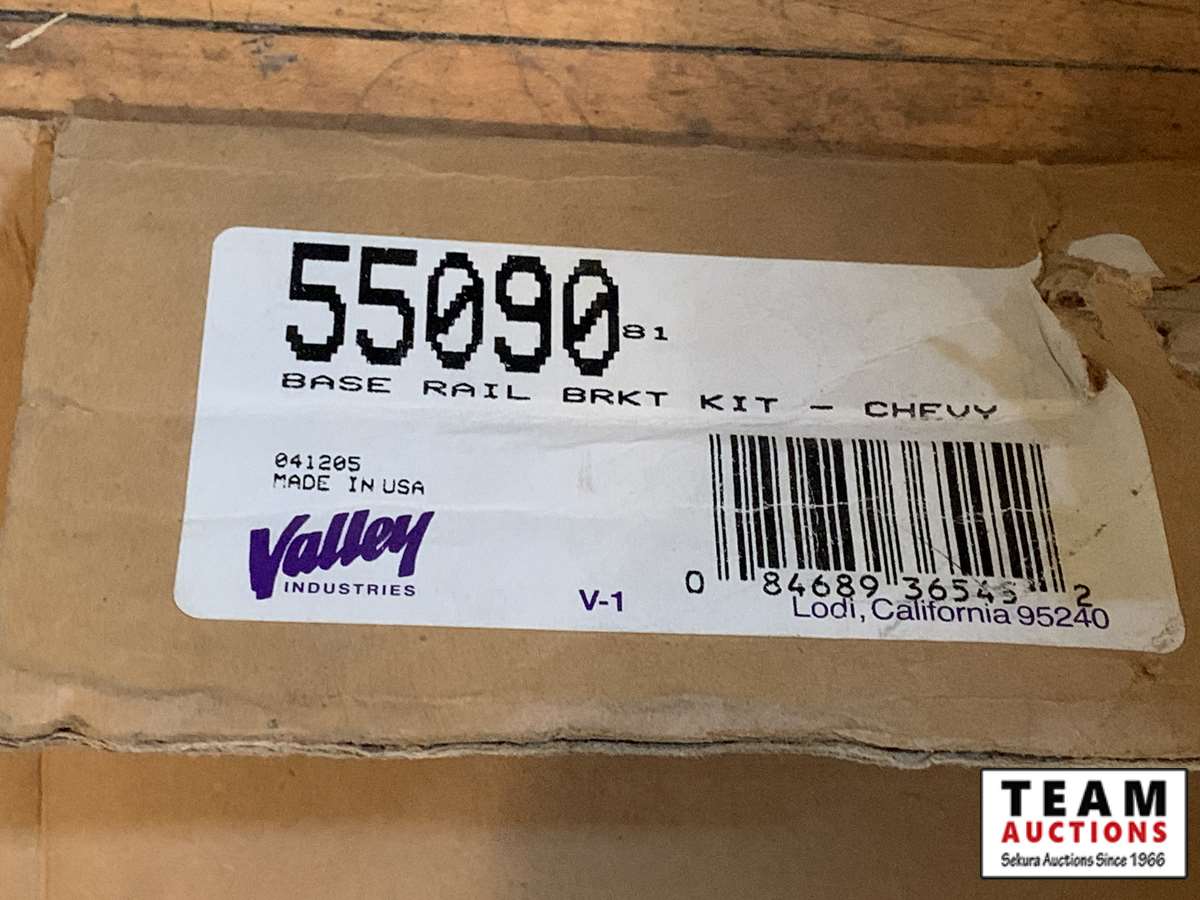 55090 81
BASE RAIL BRKT KIT - CHEVY
041205
MADE IN USA
Valley
INDUSTRIES
V-1
0 84689 36545 2
Lodi, California 95240
TEAM
AUCTIONS
Sekura Auctions Since 1966